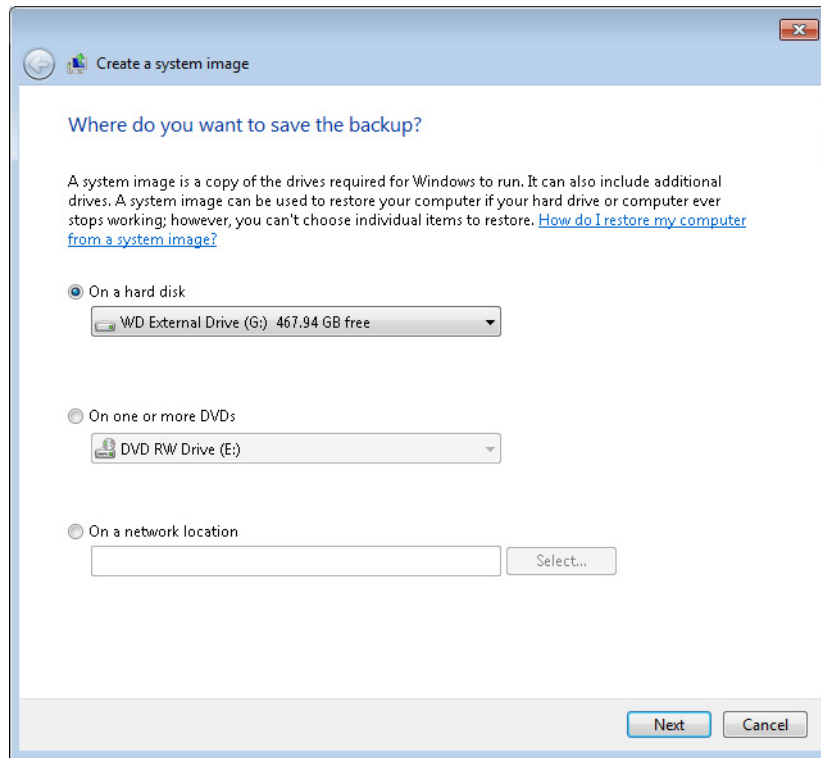 Create a system image
Where do you want to save the backup?
A system image is a copy of the drives required for Windows to run. It can also include additional
drives. A system image can be used to restore your computer if your hard drive or computer ever
stops working; however, you can't choose individual items to restore. How do I restore my computer
from a system image?
On a hard disk
WD External Drive (G:) 467.94 GB free
On one or more DVDs
DVD RW Drive (E:)
On a network location
Select...
Next Cancel